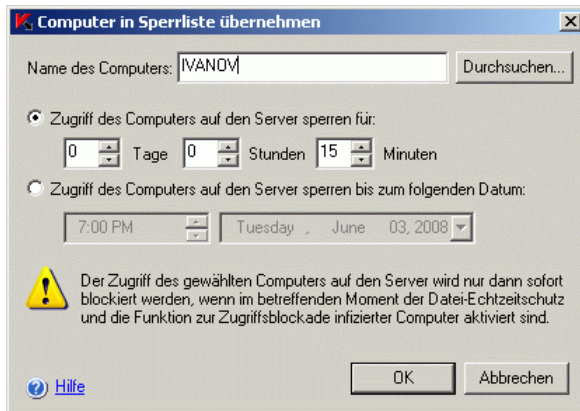 Computer in Sperrliste übernehmen
Name des Computers: IVANOV Durchsuchen...
Zugriff des Computers auf den Server sperren für:
0 Tage 0 Stunden 15 Minuten
Zugriff des Computers auf den Server sperren bis zum folgenden Datum:
7:00 PM Tuesday , June 03, 2008
Der Zugriff des gewählten Computers auf den Server wird nur dann sofort
blockiert werden, wenn im betreffenden Moment der Datei-Echtzeitschutz
und die Funktion zur Zugriffsblockade infizierter Computer aktiviert sind.
Hilfe OK Abbrechen